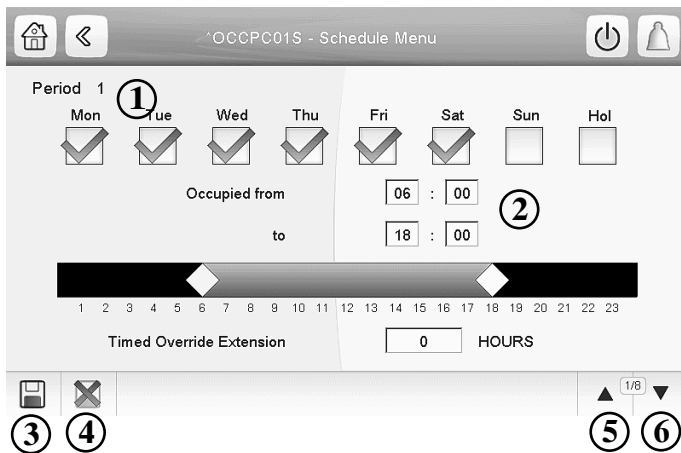 ^OCCPC01S - Schedule Menu
Period 1
1
Mon Tue Wed Thu Fri Sat Sun Hol
Occupied from 06 : 00
2
to 18 : 00
1 2 3 4 5 6 7 8 9 10 11 12 13 14 15 16 17 18 19 20 21 22 23
Timed Override Extension 0 HOURS
1/8
3 4 5 6